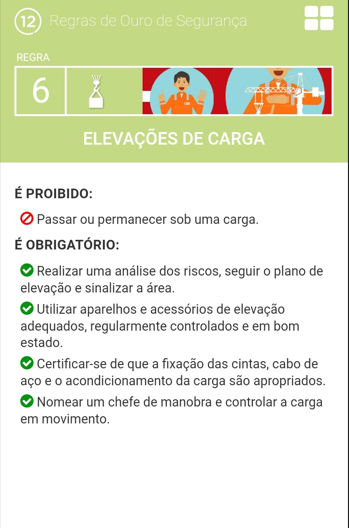 12 Regras de Ouro de Segurança
REGRA
6
ELEVAÇÕES DE CARGA
É PROIBIDO:
Passar ou permanecer sob uma carga.
É OBRIGATÓRIO:
Realizar uma análise dos riscos, seguir o plano de
elevação e sinalizar a área.
Utilizar aparelhos e acessórios de elevação
adequados, regularmente controlados e em bom
estado.
Certificar-se de que a fixação das cintas, cabo de
aço e o acondicionamento da carga são apropriados.
Nomear um chefe de manobra e controlar a carga
em movimento.